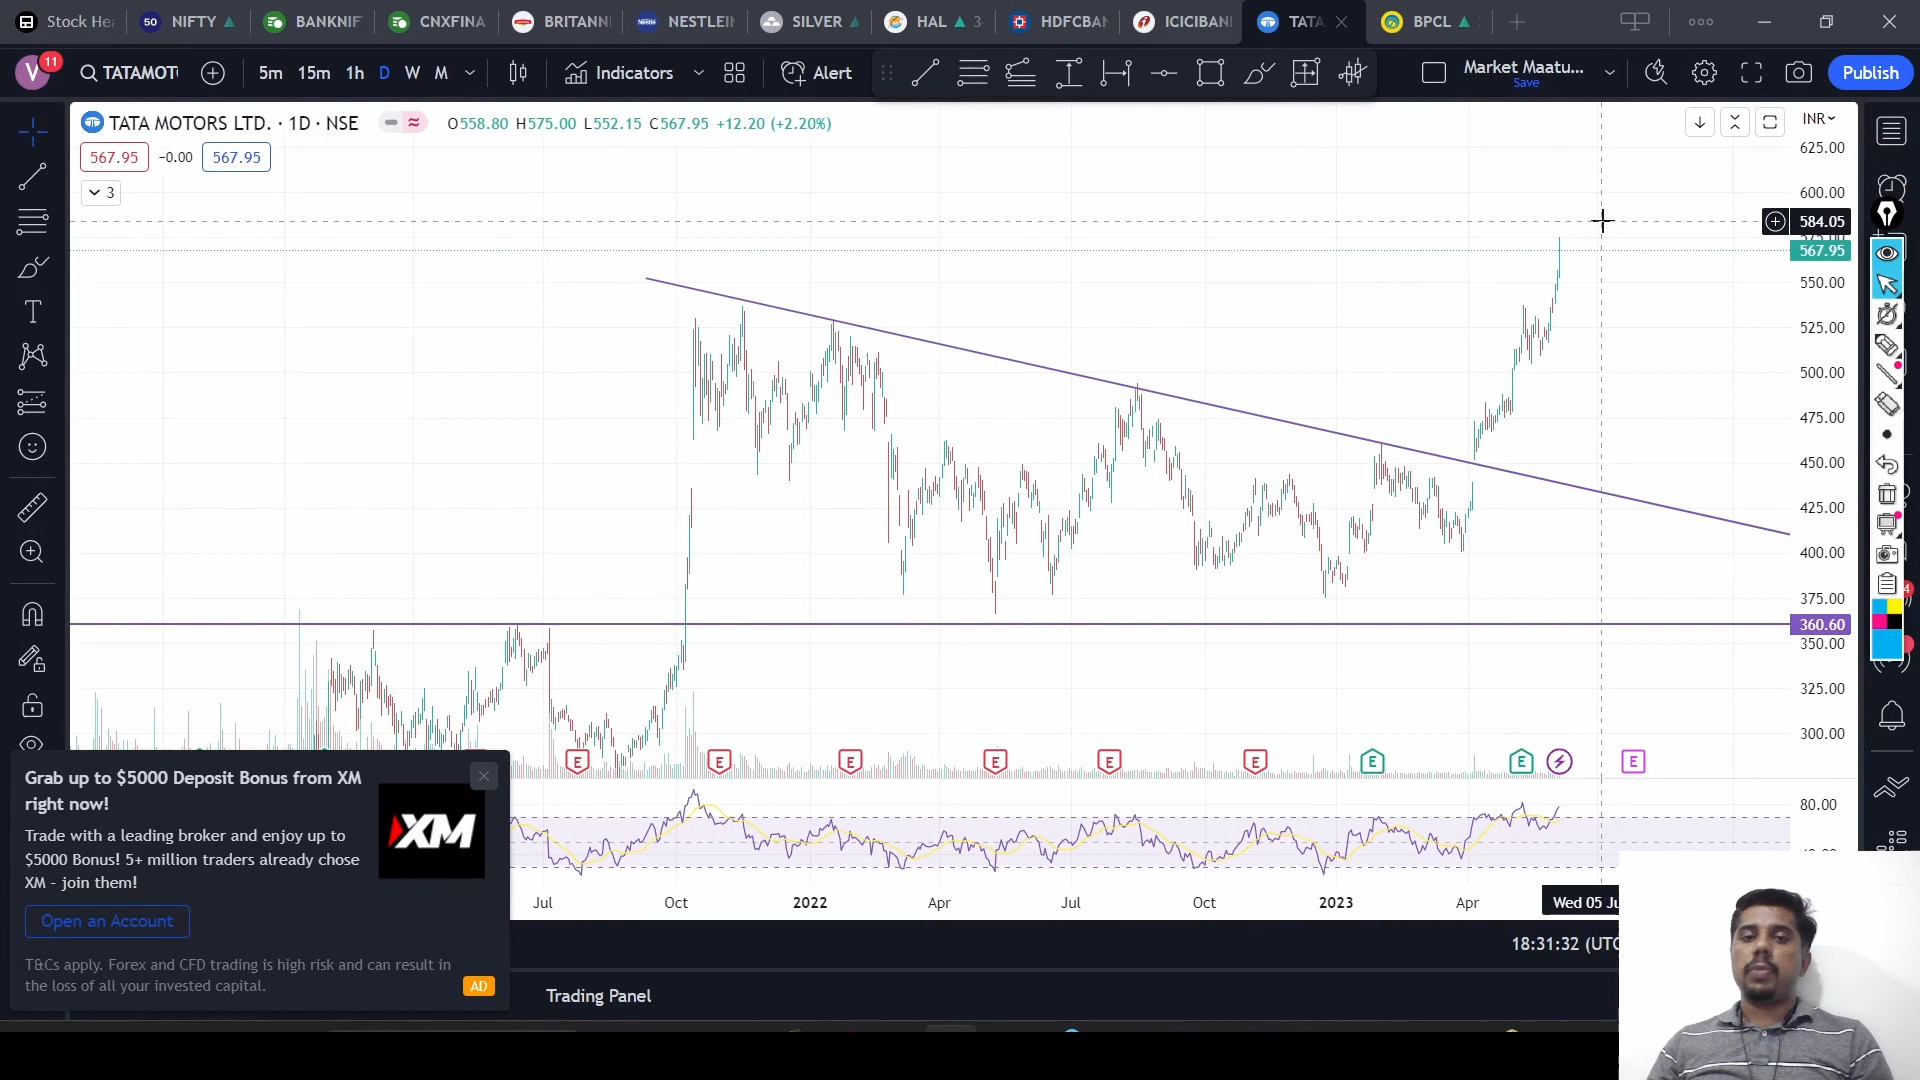 Stock He
50 NIFTY
BANKNIF
CNXFINA
BRITANN
NESTLEIN
SILVER
HAL 3
HDFCBAN
ICICIBANI
TATA
BPCL
V 11
TATAMOT
5m 15m 1h D W M
Indicators
Alert
Market Maatu...
Save
Publish
TATA MOTORS LTD. · 1D · NSE
O558.80 H575.00 L552.15 C567.95 +12.20 (+2.20%)
INR
567.95 −0.00 567.95
3
625.00
600.00
584.05
567.95
550.00
525.00
500.00
475.00
450.00
425.00
400.00
375.00
360.60
350.00
325.00
300.00
E E E E E E E E E
80.00
Jul Oct 2022 Apr Jul Oct 2023 Apr Wed 05 Ju
18:31:32 (UTC
Trading Panel
Grab up to $5000 Deposit Bonus from XM
right now!
Trade with a leading broker and enjoy up to
$5000 Bonus! 5+ million traders already chose
XM - join them!
XM
Open an Account
T&Cs apply. Forex and CFD trading is high risk and can result in
the loss of all your invested capital.
AD